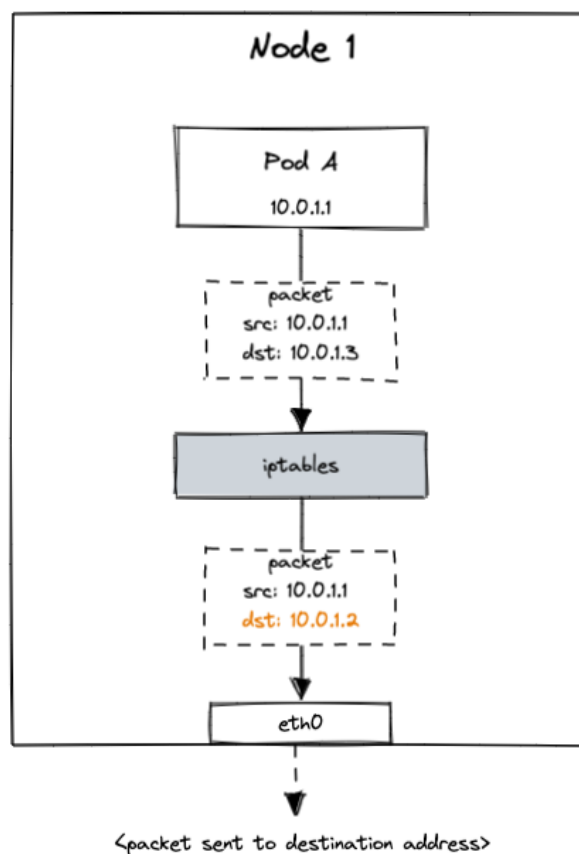 Node 1
Pod A
10.0.1.1
packet
src: 10.0.1.1
dst: 10.0.1.3
iptables
packet
src: 10.0.1.1
dst: 10.0.1.2
eth0
<packet sent to destination address>